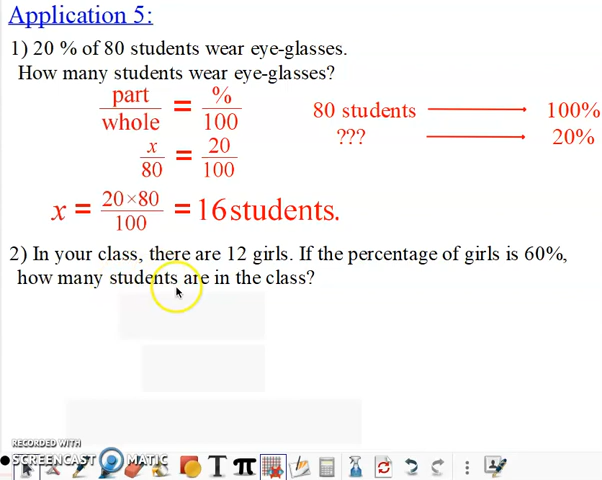 Application 5:
1) 20 % of 80 students wear eye-glasses.
How many students wear eye-glasses?
part/whole = %/100
80 students → 100%
??? → 20%
x/80 = 20/100
x = 20×80/100 = 16 students.
2) In your class, there are 12 girls. If the percentage of girls is 60%,
how many students are in the class?
RECORDED WITH
SCREENCAST MATIC
T π